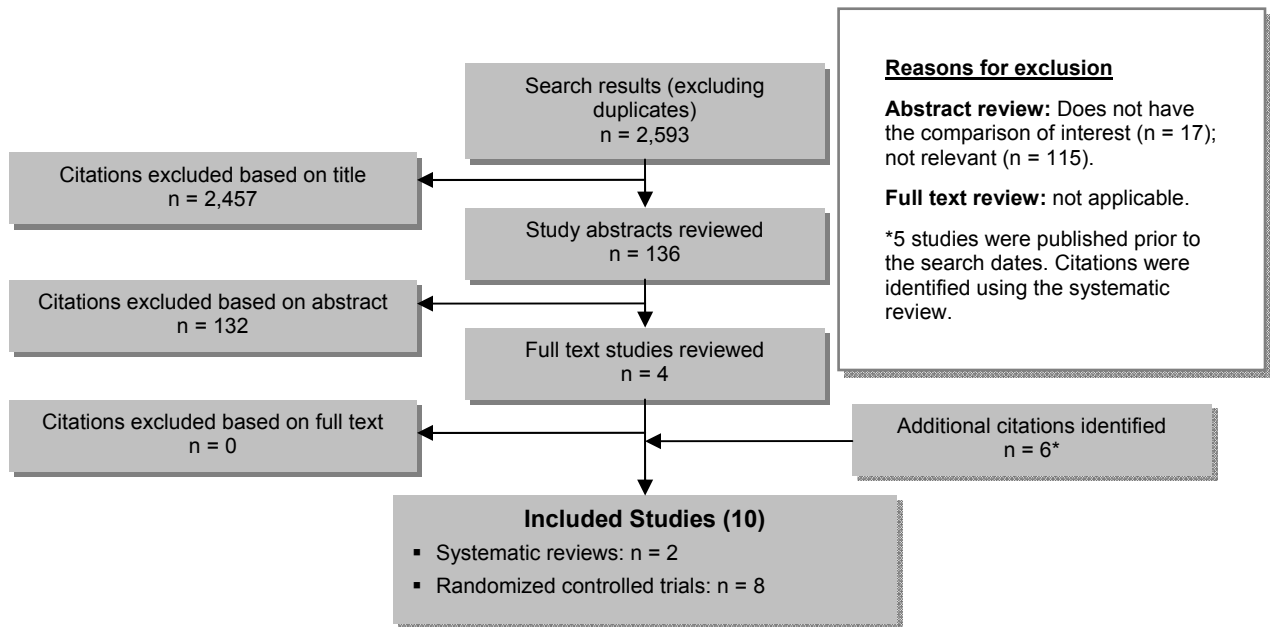 Search results (excluding
duplicates)
n = 2,593
Citations excluded based on title
n = 2,457
Study abstracts reviewed
n = 136
Citations excluded based on abstract
n = 132
Full text studies reviewed
n = 4
Citations excluded based on full text
n = 0
Additional citations identified
n = 6*
Included Studies (10)
▪ Systematic reviews: n = 2
▪ Randomized controlled trials: n = 8
Reasons for exclusion
Abstract review: Does not have
the comparison of interest (n = 17);
not relevant (n = 115).
Full text review: not applicable.
*5 studies were published prior to
the search dates. Citations were
identified using the systematic
review.